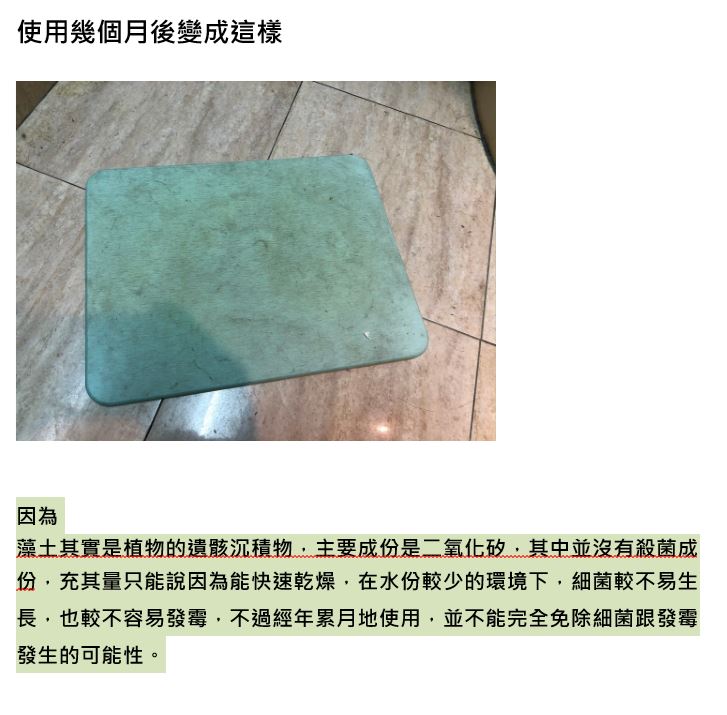 使用幾個月後變成這樣
因為
藻土其實是植物的遺骸沉積物，主要成份是二氧化矽，其中並沒有殺菌成
份，充其量只能說因為能快速乾燥，在水份較少的環境下，細菌較不易生
長，也較不容易發霉，不過經年累月地使用，並不能完全免除細菌跟發霉
發生的可能性。